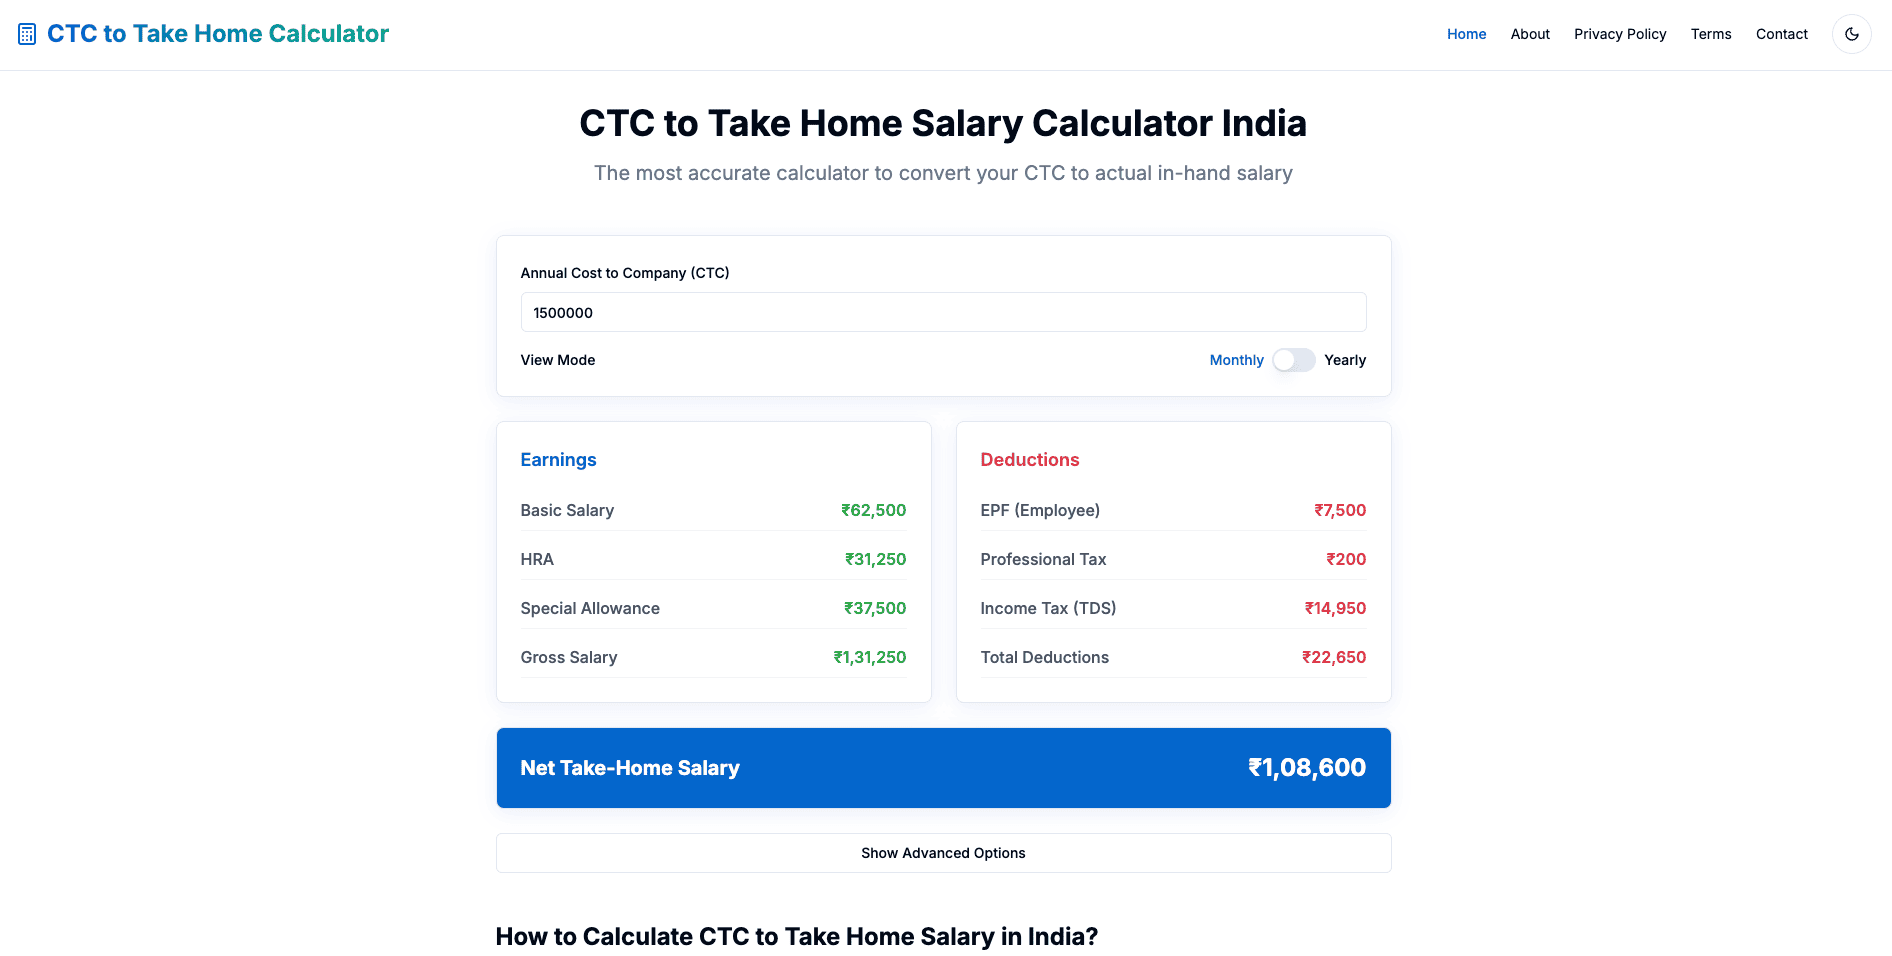 CTC to Take Home Calculator
Home About Privacy Policy Terms Contact
CTC to Take Home Salary Calculator India
The most accurate calculator to convert your CTC to actual in-hand salary
Annual Cost to Company (CTC)
1500000
View Mode Monthly Yearly
Earnings
Basic Salary ₹62,500
HRA ₹31,250
Special Allowance ₹37,500
Gross Salary ₹1,31,250
Deductions
EPF (Employee) ₹7,500
Professional Tax ₹200
Income Tax (TDS) ₹14,950
Total Deductions ₹22,650
Net Take-Home Salary ₹1,08,600
Show Advanced Options
How to Calculate CTC to Take Home Salary in India?